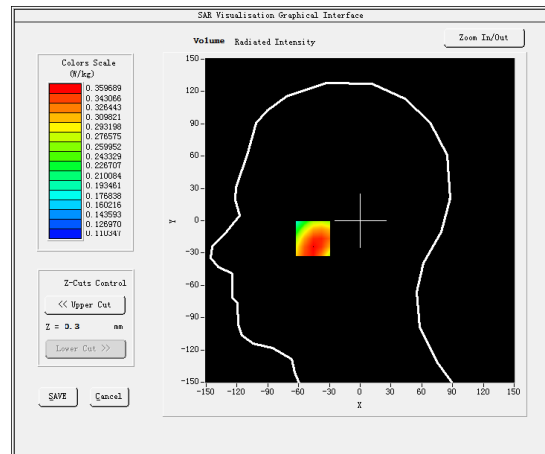 SAR Visualisation Graphical Interface
Volume Radiated Intensity
Zoom In/Out
Colors Scale
(W/kg)
0.359689
0.343066
0.326443
0.309821
0.293198
0.276575
0.259952
0.243329
0.226707
0.210084
0.193461
0.176838
0.160216
0.143593
0.126970
0.110347
Z-Cuts Control
<< Upper Cut
Z = 0.3 mm
Lower Cut >>
SAVE Cancel
150
120
90
60
30
0
-30
-60
-90
-120
-150
Y
-150 -120 -90 -60 -30 0 30 60 90 120 150
X